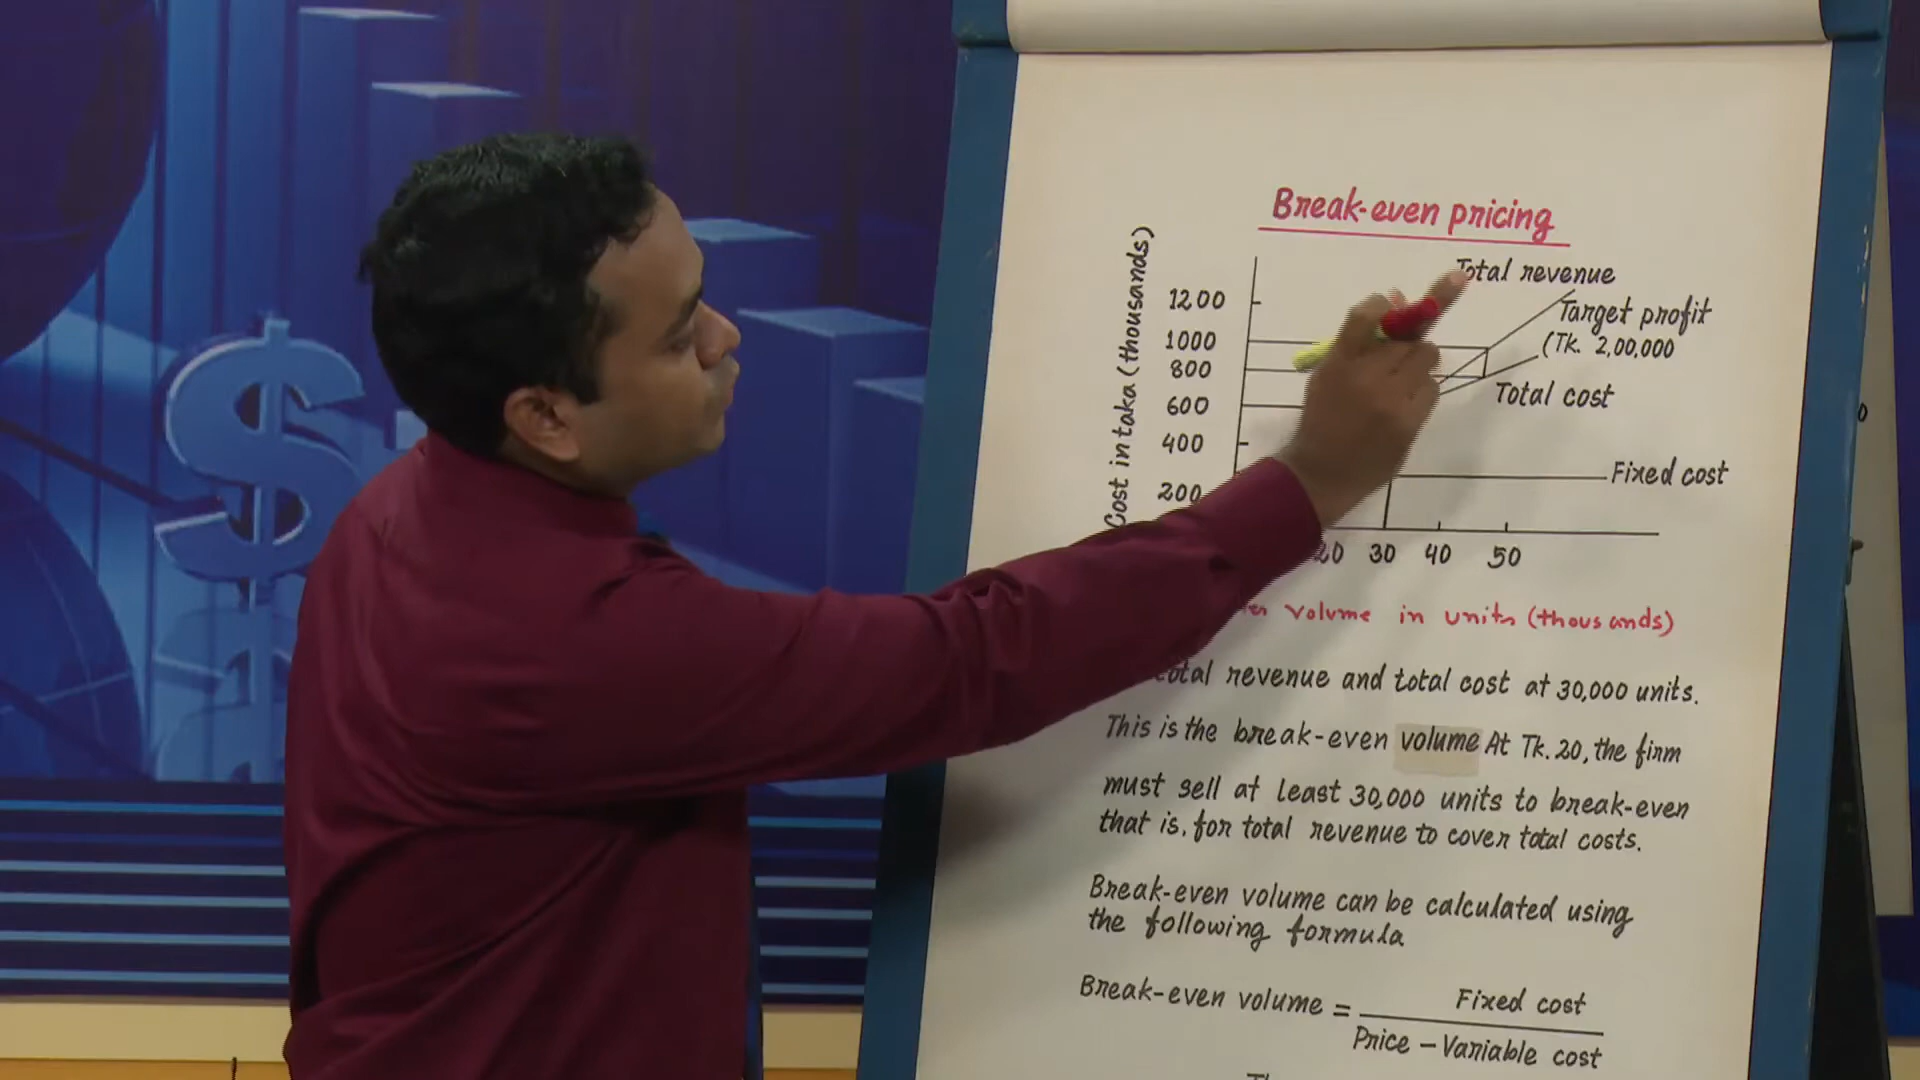 Break-even pricing
Cost in taka (thousands)
1200
1000
800
600
400
200
Total revenue
Target profit
(Tk. 2,00,000
Total cost
Fixed cost
20 30 40 50
volume in units (thousands)
total revenue and total cost at 30,000 units.
This is the break-even volume At Tk. 20, the firm
must sell at least 30,000 units to break-even
that is, for total revenue to cover total costs.
Break-even volume can be calculated using
the following formula
Break-even volume = Fixed cost
Price - Variable cost